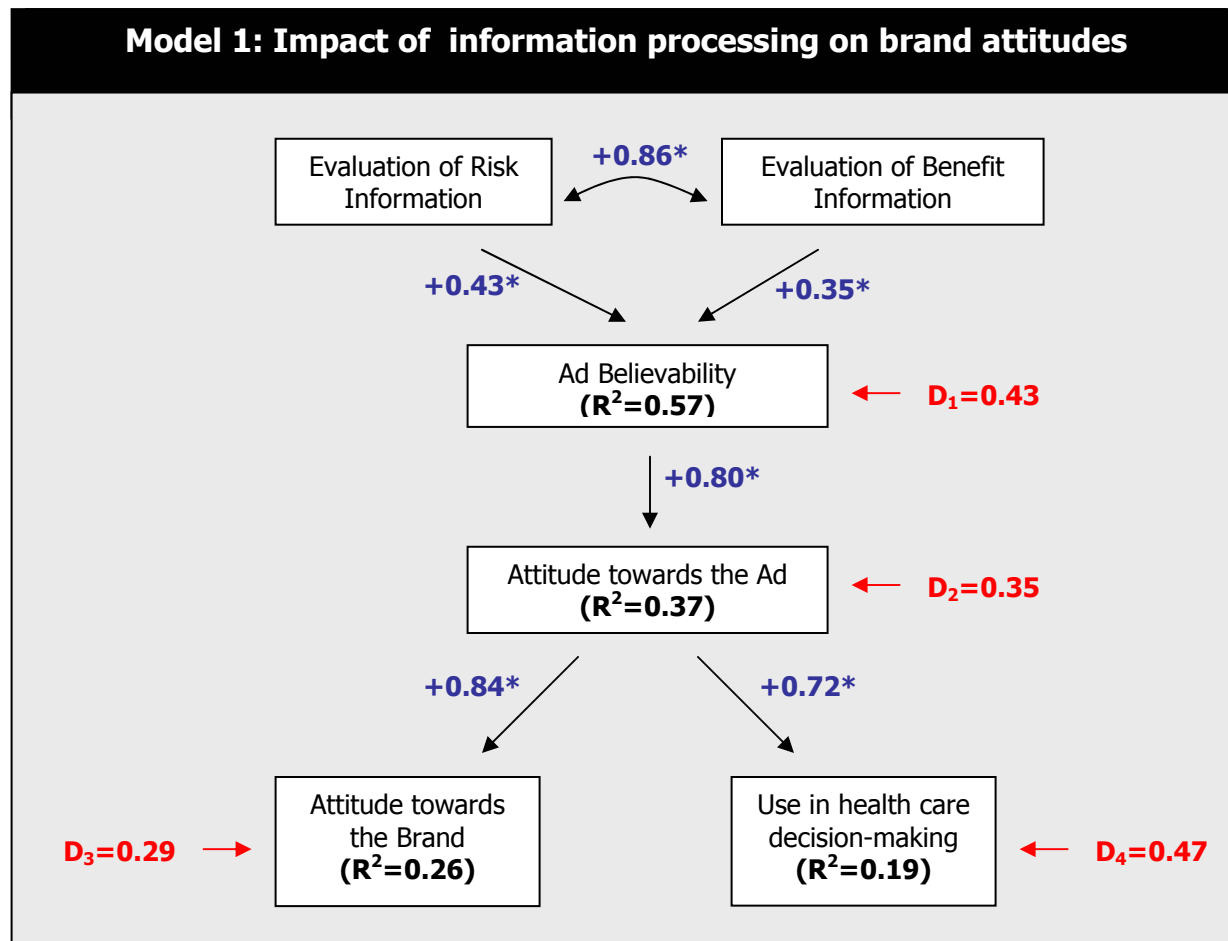 Model 1: Impact of information processing on brand attitudes
Evaluation of Risk
Information
+0.86*
Evaluation of Benefit
Information
+0.43*
+0.35*
Ad Believability
(R²=0.57)
D₁=0.43
+0.80*
Attitude towards the Ad
(R²=0.37)
D₂=0.35
+0.84*
+0.72*
Attitude towards
the Brand
(R²=0.26)
D₃=0.29
Use in health care
decision-making
(R²=0.19)
D₄=0.47